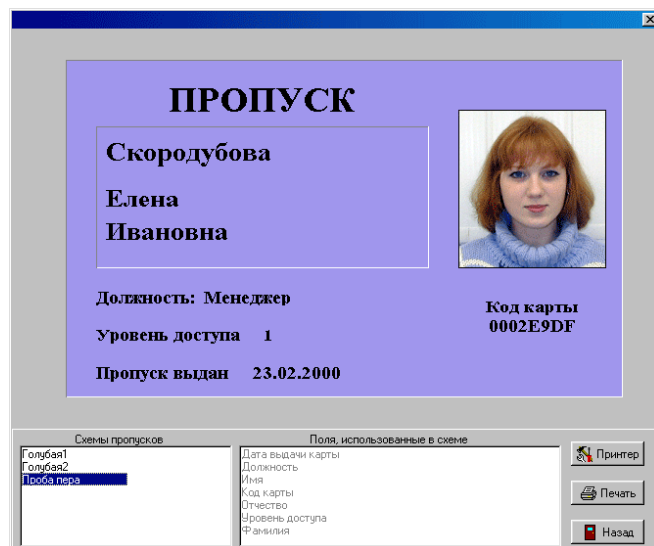 ПРОПУСК
Скородубова
Елена
Ивановна
Должность: Менеджер
Уровень доступа 1
Пропуск выдан 23.02.2000
Код карты
0002E9DF
Схемы пропусков
Голубая1
Голубая2
Проба пера
Поля, использованные в схеме
Дата выдачи карты
Должность
Имя
Код карты
Отчество
Уровень доступа
Фамилия
Принтер
Печать
Назад